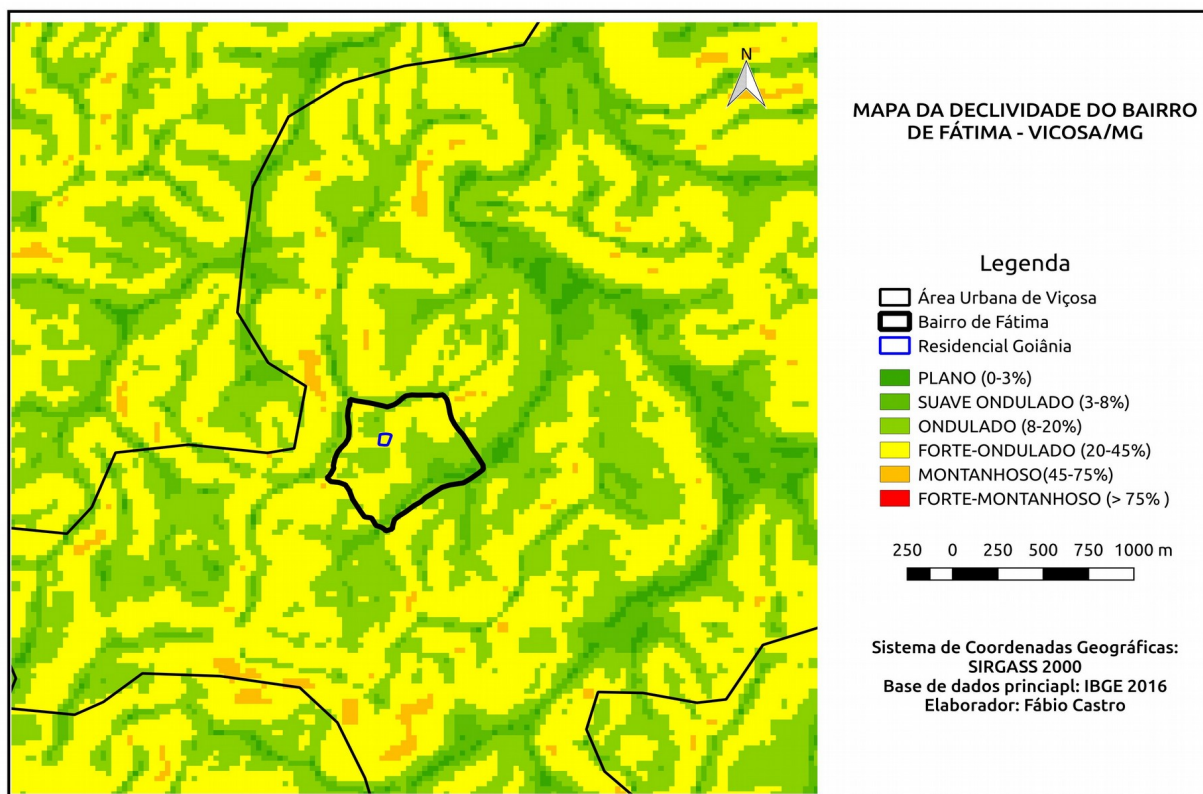 N
MAPA DA DECLIVIDADE DO BAIRRO
DE FÁTIMA - VICOSA/MG
Legenda
Área Urbana de Viçosa
Bairro de Fátima
Residencial Goiânia
PLANO (0-3%)
SUAVE ONDULADO (3-8%)
ONDULADO (8-20%)
FORTE-ONDULADO (20-45%)
MONTANHOSO(45-75%)
FORTE-MONTANHOSO (> 75% )
250 0 250 500 750 1000 m
Sistema de Coordenadas Geográficas:
SIRGASS 2000
Base de dados princiapl: IBGE 2016
Elaborador: Fábio Castro